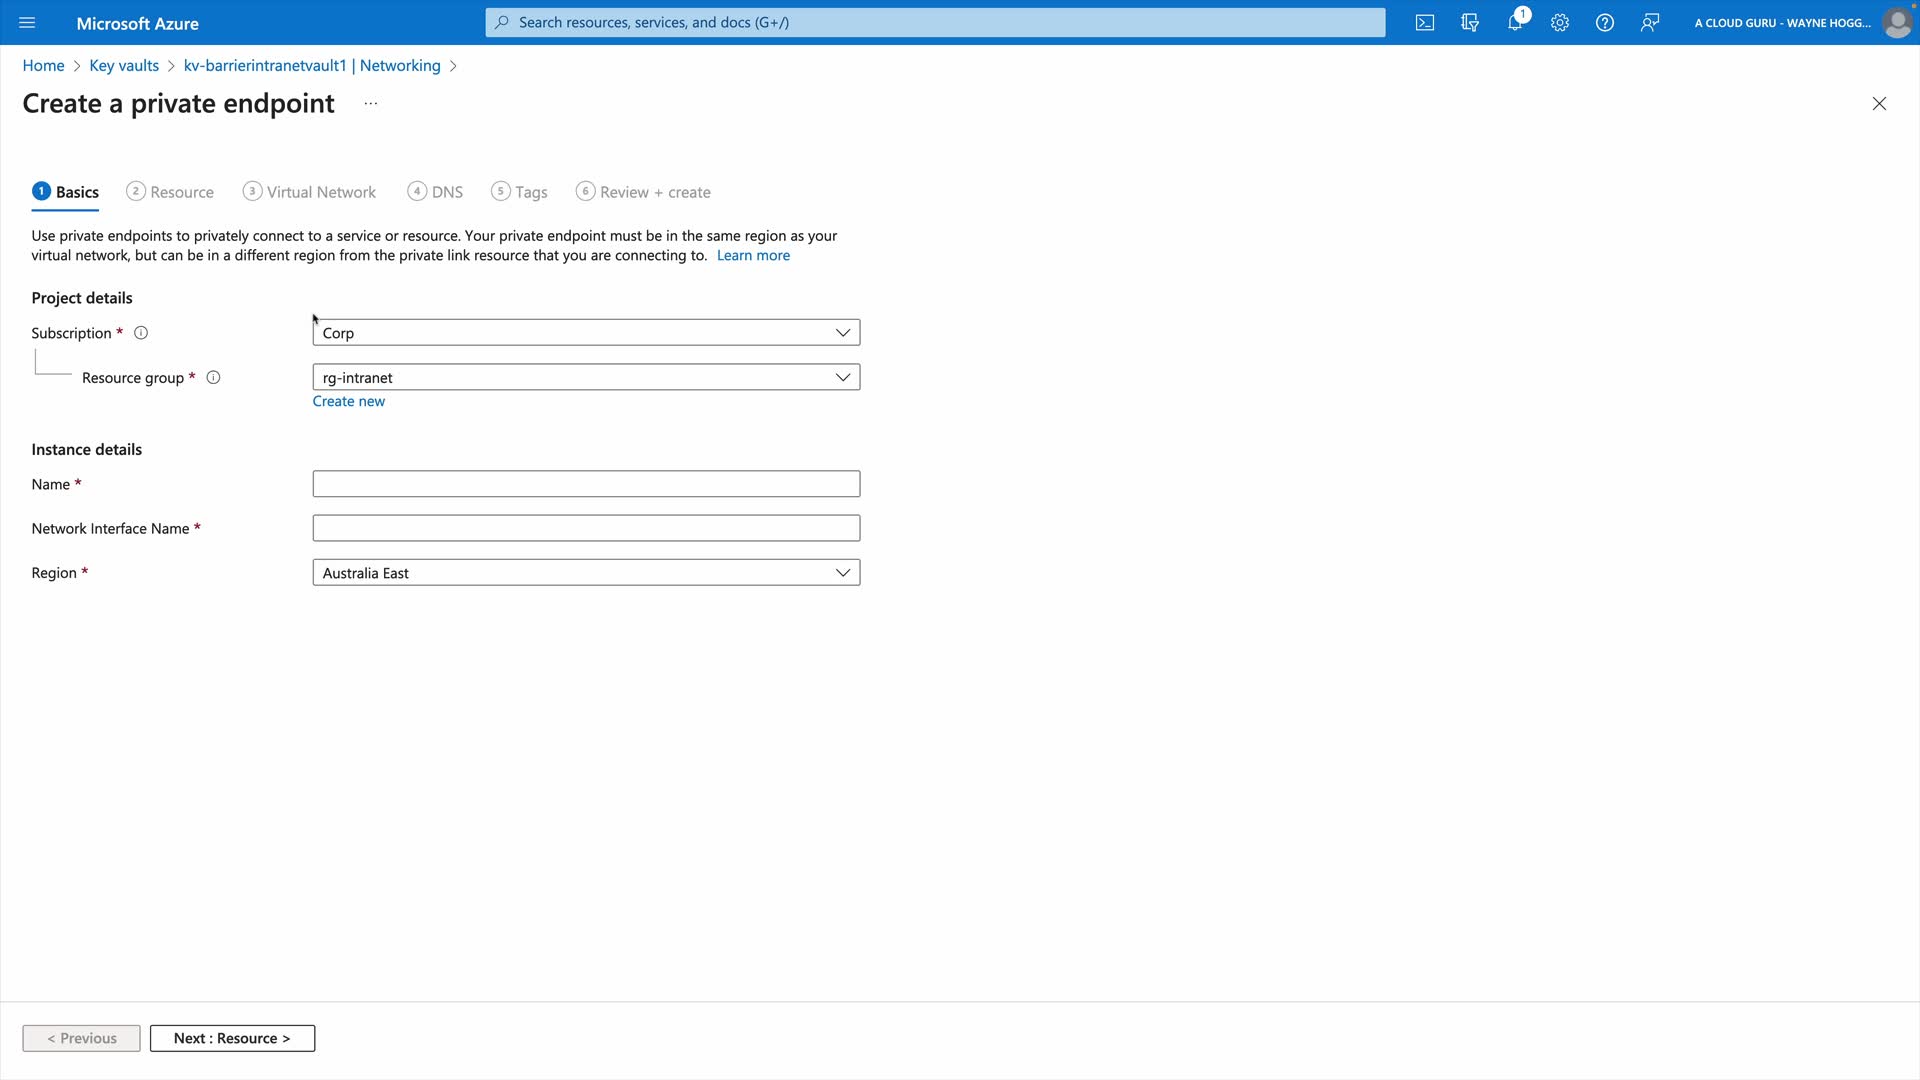 Microsoft Azure
Search resources, services, and docs (G+/)
1
A CLOUD GURU - WAYNE HOGG...
Home > Key vaults > kv-barrierintranetvault1 | Networking >
Create a private endpoint ...
1 Basics 2 Resource 3 Virtual Network 4 DNS 5 Tags 6 Review + create
Use private endpoints to privately connect to a service or resource. Your private endpoint must be in the same region as your
virtual network, but can be in a different region from the private link resource that you are connecting to. Learn more
Project details
Subscription * Corp
Resource group * rg-intranet
Create new
Instance details
Name *
Network Interface Name *
Region * Australia East
< Previous Next : Resource >